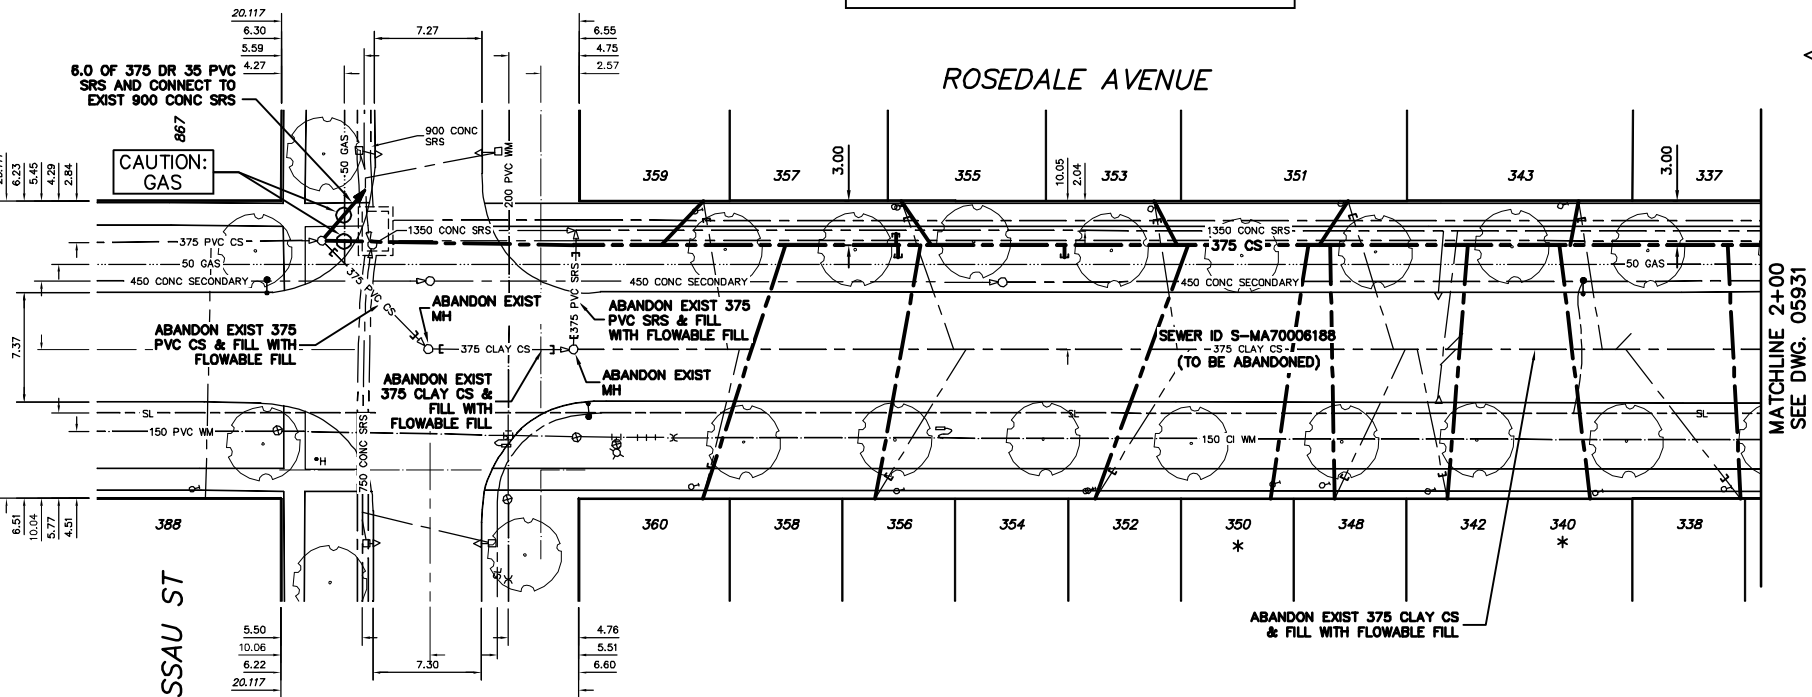 ROSEDALE AVENUE
20.117
6.30
5.59
4.27
7.27
6.55
4.75
2.57
6.0 OF 375 DR 35 PVC
SRS AND CONNECT TO
EXIST 900 CONC SRS
867
CAUTION:
GAS
50 GAS
900 CONC
SRS
200 PVC WM
6.23
5.45
4.29
2.84
359
357
3.00
355
10.05
2.04
353
351
343
3.00
337
375 PVC CS
1350 CONC SRS
1350 CONC SRS
375 CS
50 GAS
50 GAS
450 CONC SECONDARY
450 CONC SECONDARY
450 CONC SECONDARY
375 PVC CS
375 PVC SRS
ABANDON EXIST
MH
ABANDON EXIST 375
PVC SRS & FILL
WITH FLOWABLE FILL
ABANDON EXIST 375
PVC CS & FILL WITH
FLOWABLE FILL
7.37
375 CLAY CS
SEWER ID S-MA70006188
375 CLAY CS
(TO BE ABANDONED)
ABANDON EXIST
375 CLAY CS &
FILL WITH
FLOWABLE FILL
ABANDON EXIST
MH
MATCHLINE 2+00
SEE DWG. 05931
SL
SL
SL
150 PVC WM
150 CI WM
H
750 CONC SRS
6.51
10.04
5.77
4.51
388
360
358
356
354
352
350
*
348
342
340
*
338
SL
SSAU ST
ABANDON EXIST 375 CLAY CS
& FILL WITH FLOWABLE FILL
5.50
10.06
6.22
20.117
7.30
4.76
5.51
6.60